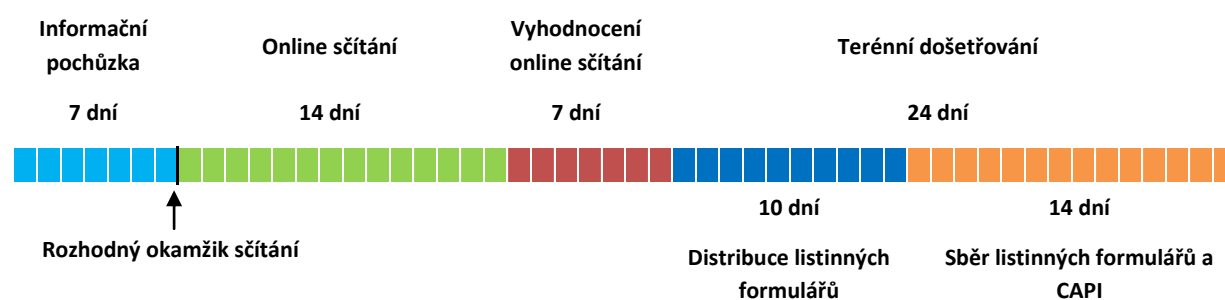 Informační
pochůzka
Online sčítání
Vyhodnocení
online sčítání
Terénní došetřování
7 dní
14 dní
7 dní
24 dní
10 dní
14 dní
Rozhodný okamžik sčítání
Distribuce listinných
formulářů
Sběr listinných formulářů a
CAPI